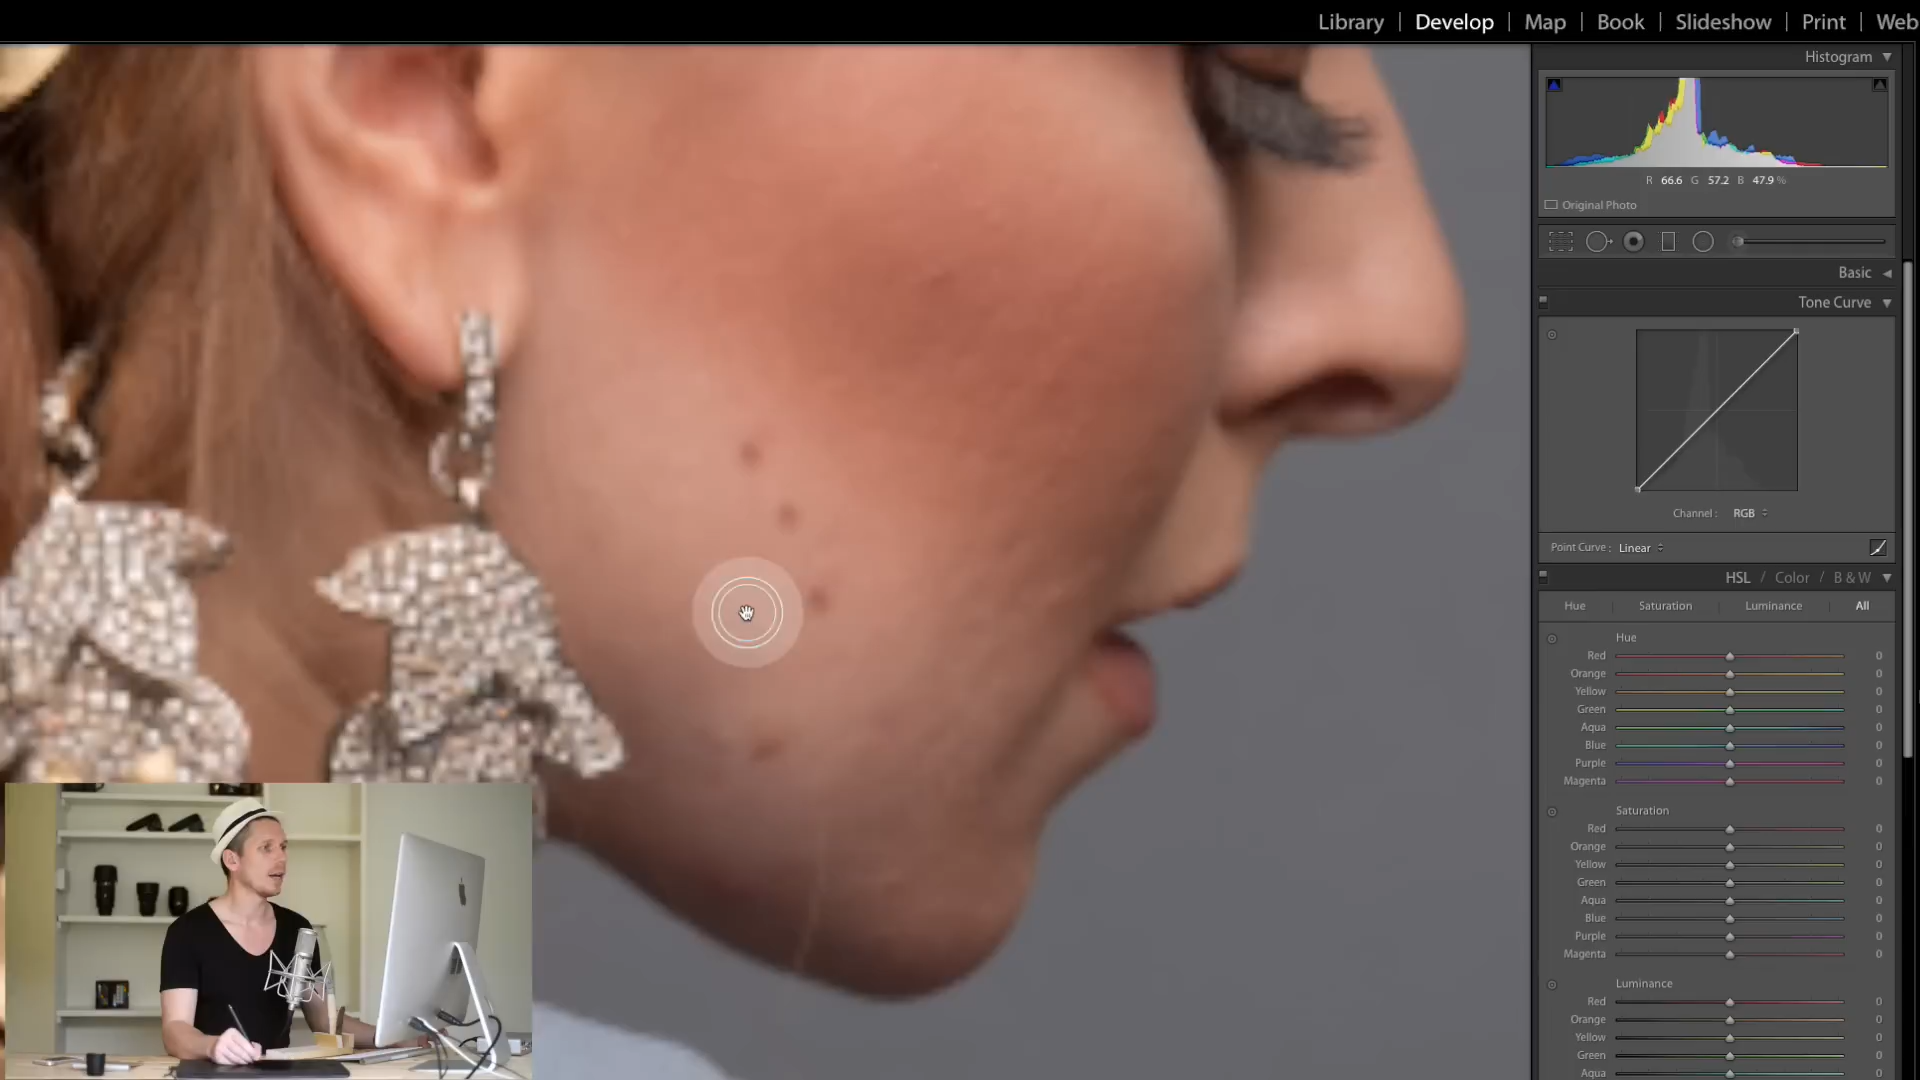 Library | Develop | Map | Book | Slideshow | Print | Web
Histogram
R 66.6 G 57.2 B 47.9 %
Original Photo
Basic
Tone Curve
Channel : RGB
Point Curve : Linear
HSL / Color / B & W
Hue Saturation Luminance All
Hue
Red 0
Orange 0
Yellow 0
Green 0
Aqua 0
Blue 0
Purple 0
Magenta 0
Saturation
Red 0
Orange 0
Yellow 0
Green 0
Aqua 0
Blue 0
Purple 0
Magenta 0
Luminance
Red 0
Orange 0
Yellow 0
Green 0
Aqua 0